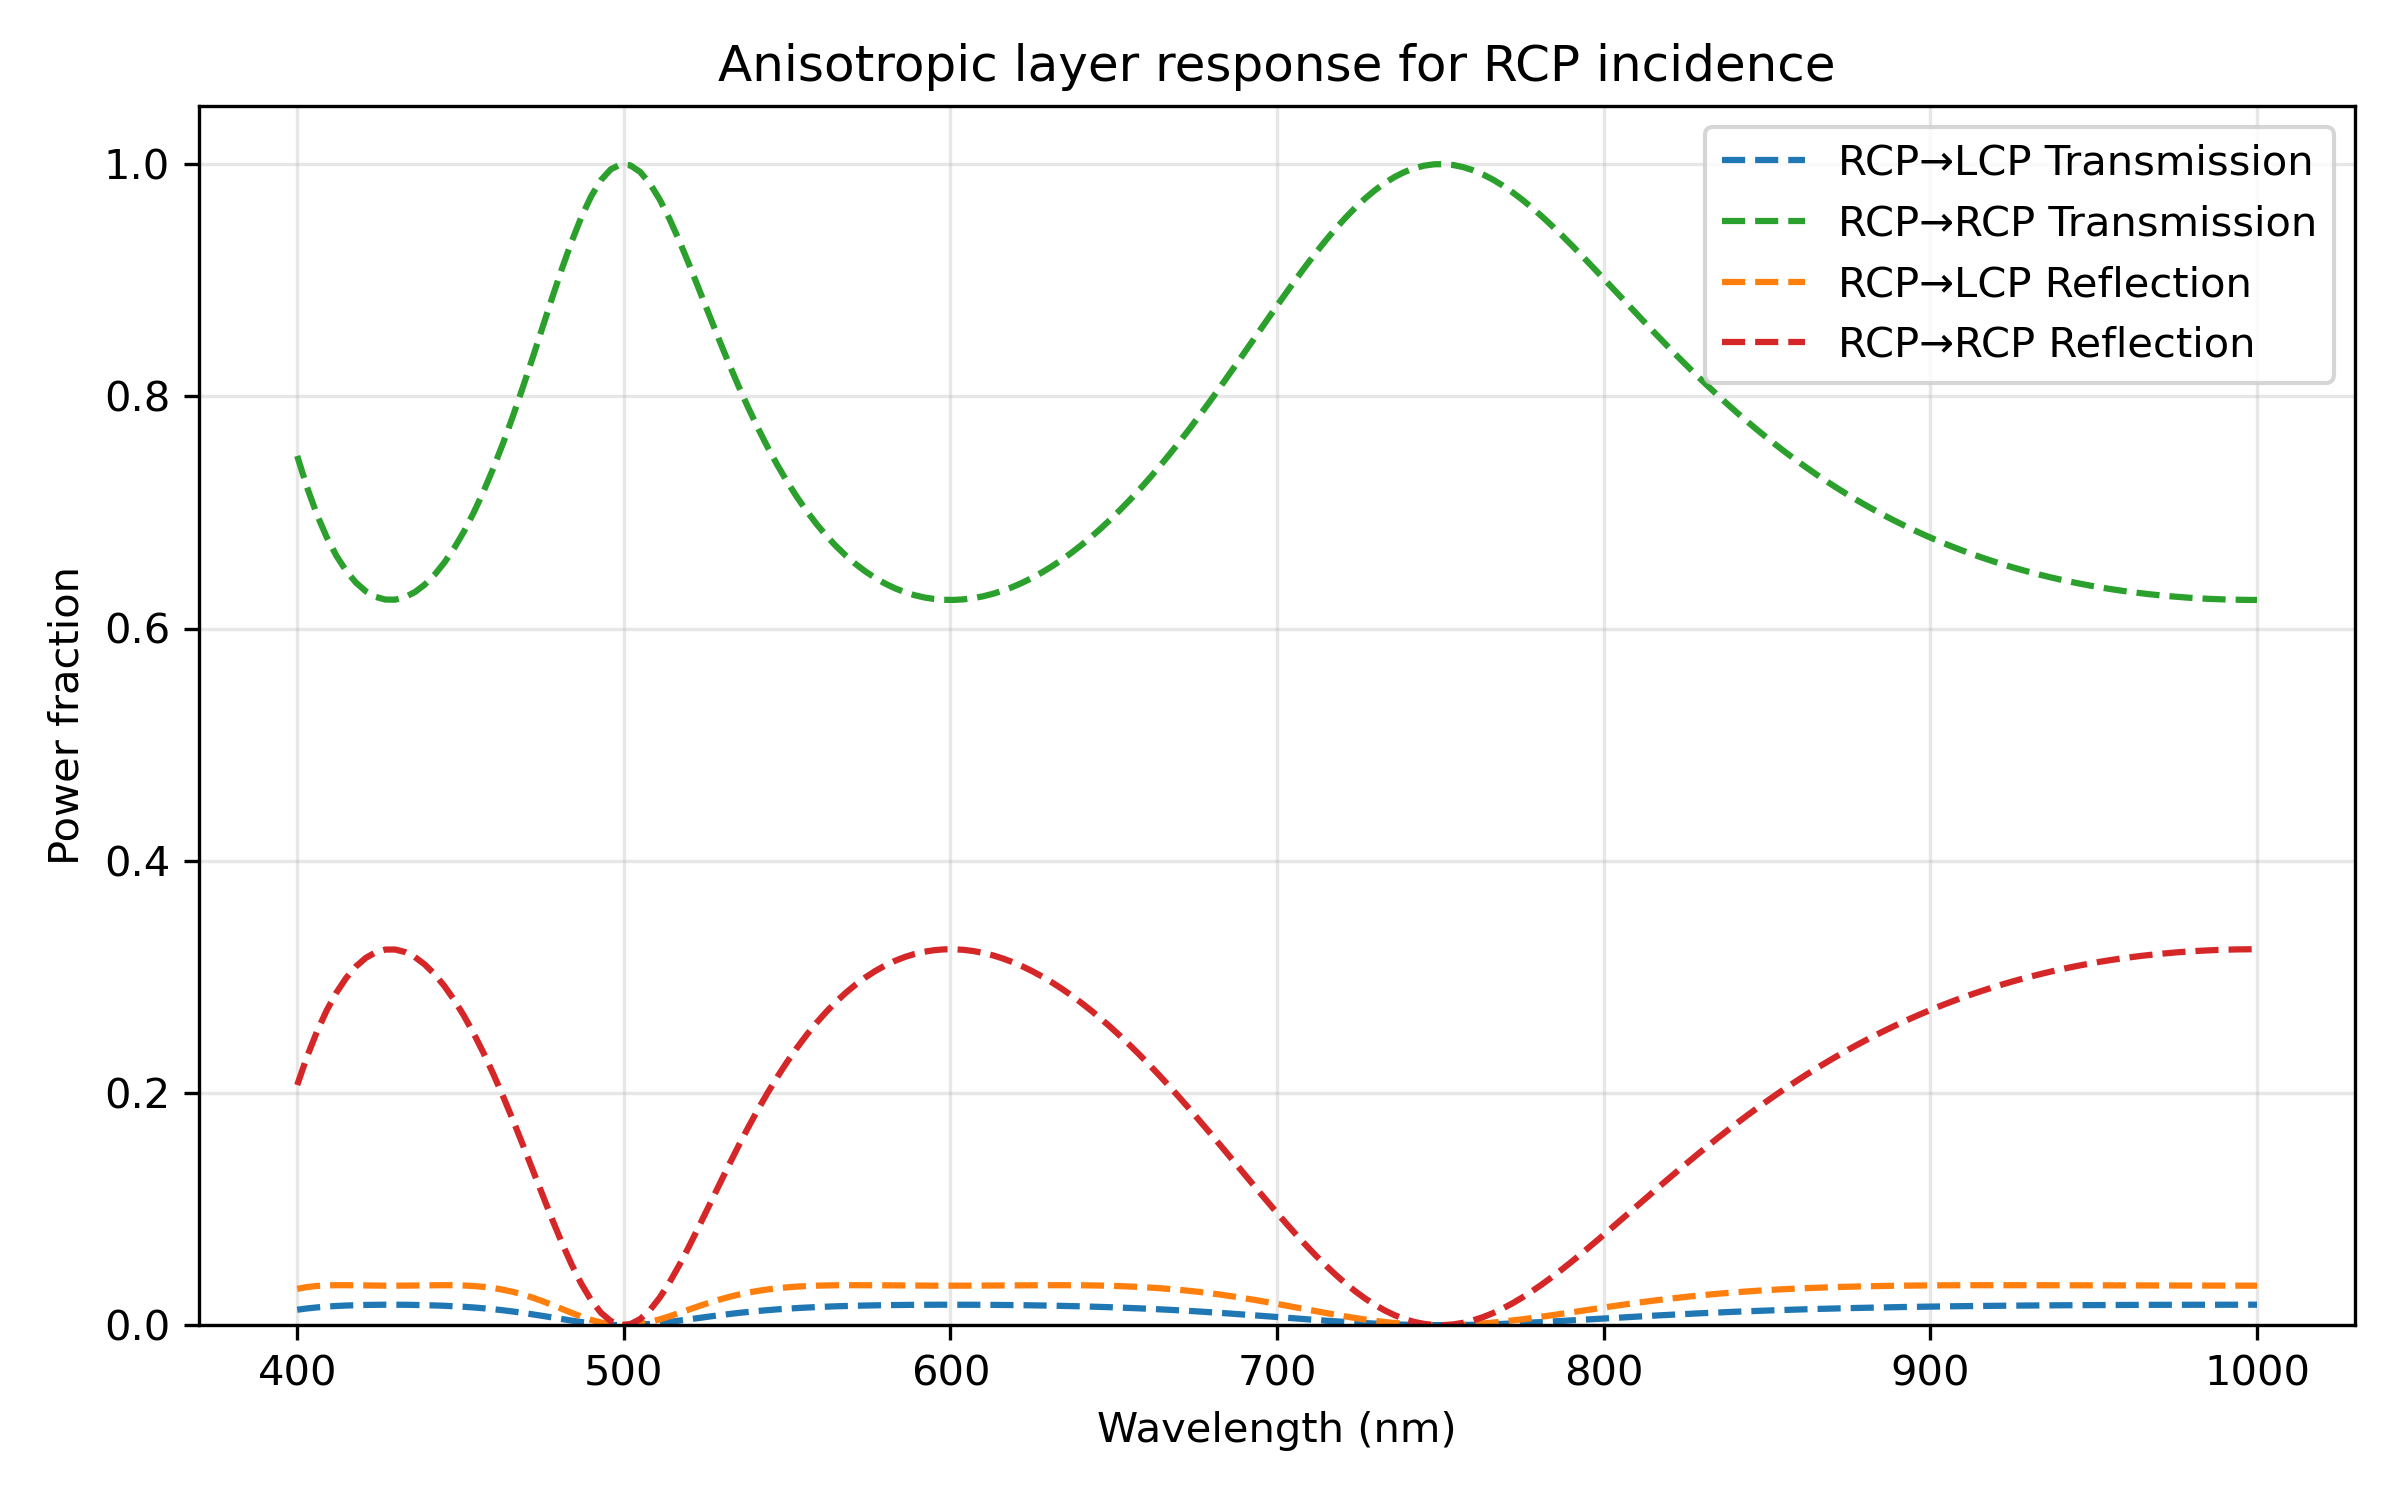 Anisotropic layer response for RCP incidence
RCP→LCP Transmission
RCP→RCP Transmission
RCP→LCP Reflection
RCP→RCP Reflection
1.0
0.8
0.6
0.4
0.2
0.0
Power fraction
400 500 600 700 800 900 1000
Wavelength (nm)